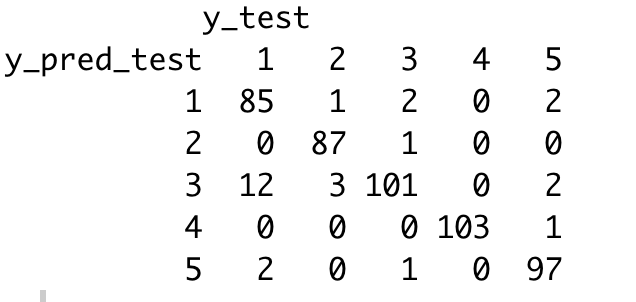 y_test
y_pred_test 1 2 3 4 5
1 85 1 2 0 2
2 0 87 1 0 0
3 12 3 101 0 2
4 0 0 0 103 1
5 2 0 1 0 97